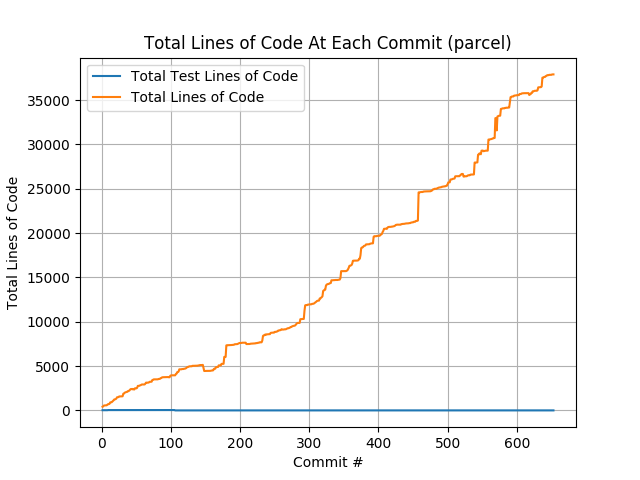 Total Lines of Code At Each Commit (parcel)
Total Test Lines of Code
Total Lines of Code
Total Lines of Code
35000
30000
25000
20000
15000
10000
5000
0
0 100 200 300 400 500 600
Commit #